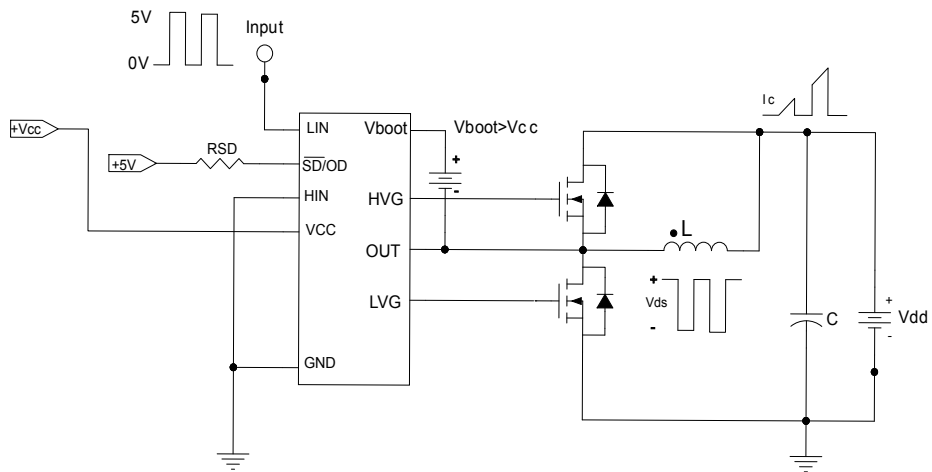 5V
0V
Input
+Vcc
+5V
RSD
LIN
SD/OD
HIN
VCC
GND
Vboot
HVG
OUT
LVG
Vboot>Vcc
+
-
L
+
Vds
-
Ic
C
+
Vdd
-